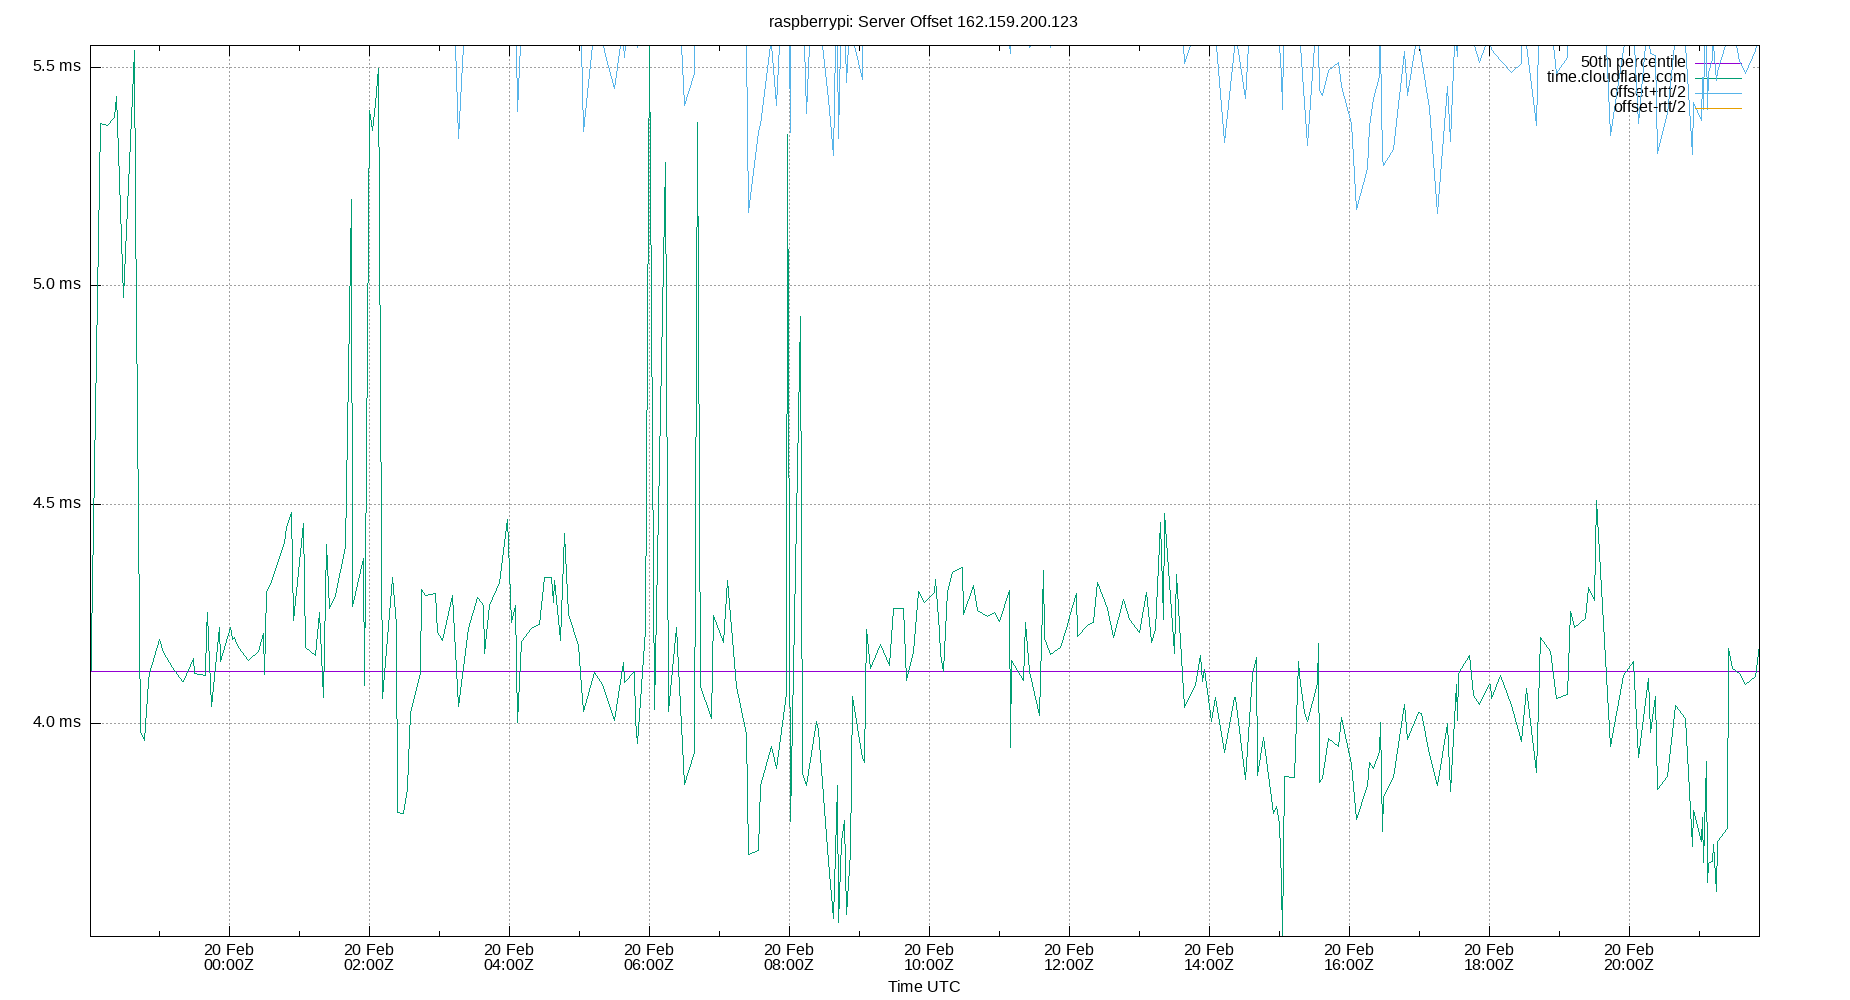 raspberrypi: Server Offset 162.159.200.123
5.5 ms
5.0 ms
4.5 ms
4.0 ms
50th percentile
time.cloudflare.com
offset+rtt/2
offset-rtt/2
20 Feb 20 Feb 20 Feb 20 Feb 20 Feb 20 Feb 20 Feb 20 Feb 20 Feb 20 Feb 20 Feb
00:00Z 02:00Z 04:00Z 06:00Z 08:00Z 10:00Z 12:00Z 14:00Z 16:00Z 18:00Z 20:00Z
Time UTC